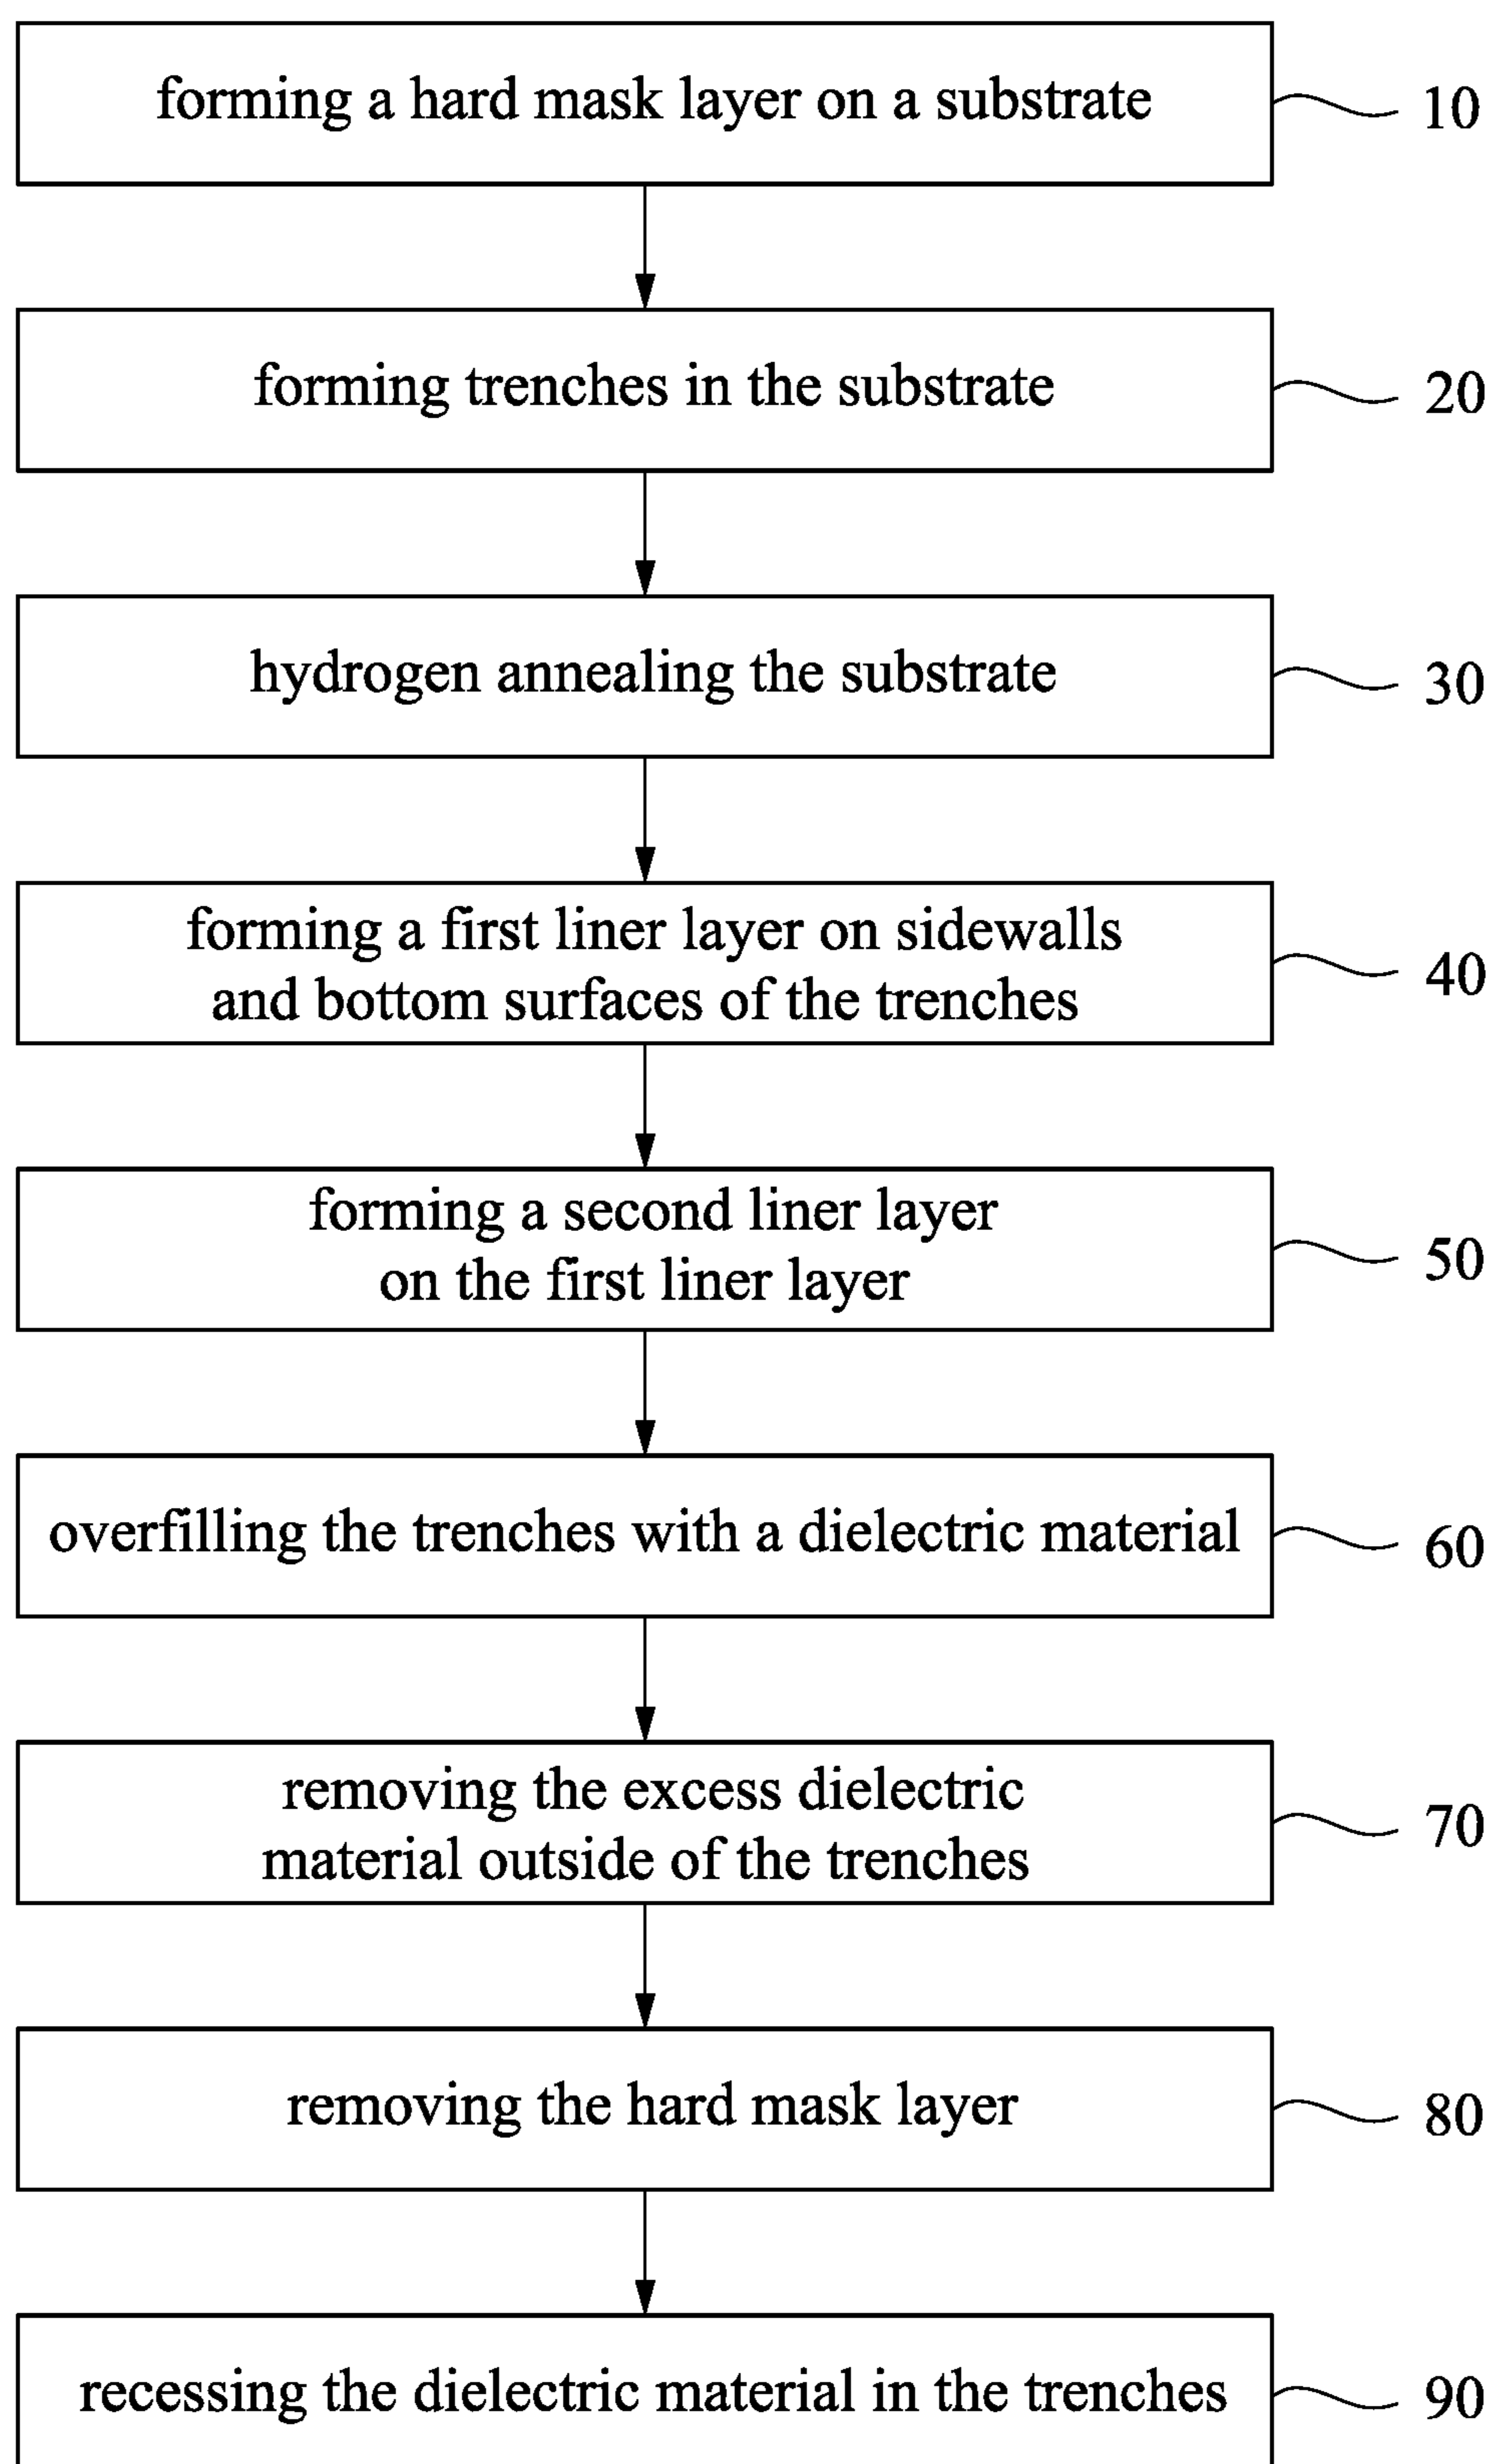 forming a hard mask layer on a substrate
10
forming trenches in the substrate
20
hydrogen annealing the substrate
30
forming a first liner layer on sidewalls
and bottom surfaces of the trenches
40
forming a second liner layer
on the first liner layer
50
overfilling the trenches with a dielectric material
60
removing the excess dielectric
material outside of the trenches
70
removing the hard mask layer
80
recessing the dielectric material in the trenches
90